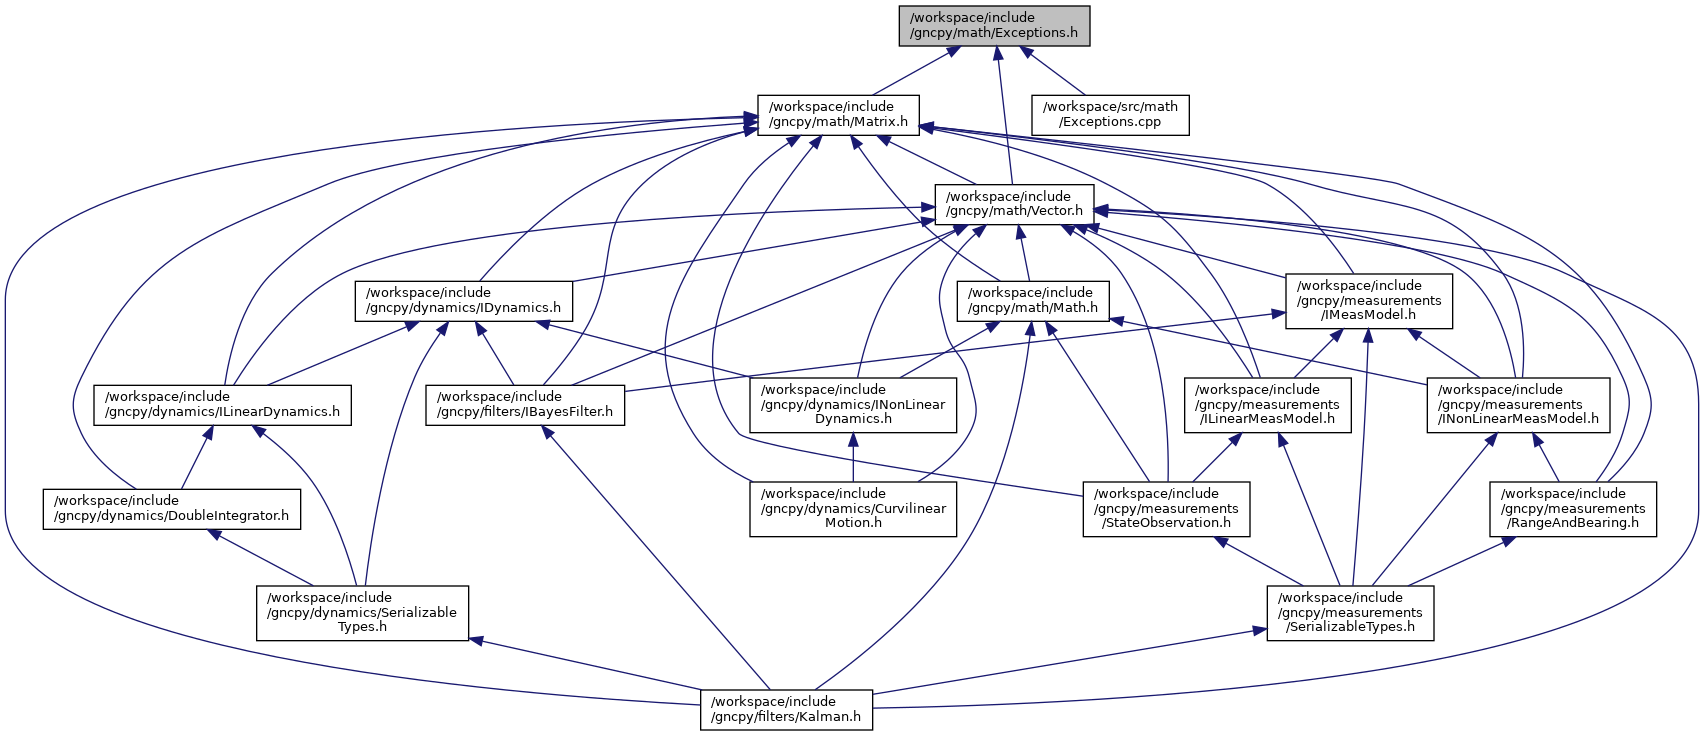 /workspace/include
/gncpy/math/Exceptions.h
/workspace/include
/gncpy/math/Matrix.h
/workspace/src/math
/Exceptions.cpp
/workspace/include
/gncpy/math/Vector.h
/workspace/include
/gncpy/dynamics/IDynamics.h
/workspace/include
/gncpy/math/Math.h
/workspace/include
/gncpy/measurements
/IMeasModel.h
/workspace/include
/gncpy/dynamics/ILinearDynamics.h
/workspace/include
/gncpy/filters/IBayesFilter.h
/workspace/include
/gncpy/dynamics/INonLinear
Dynamics.h
/workspace/include
/gncpy/measurements
/ILinearMeasModel.h
/workspace/include
/gncpy/measurements
/INonLinearMeasModel.h
/workspace/include
/gncpy/dynamics/DoubleIntegrator.h
/workspace/include
/gncpy/dynamics/Curvilinear
Motion.h
/workspace/include
/gncpy/measurements
/StateObservation.h
/workspace/include
/gncpy/measurements
/RangeAndBearing.h
/workspace/include
/gncpy/dynamics/Serializable
Types.h
/workspace/include
/gncpy/measurements
/SerializableTypes.h
/workspace/include
/gncpy/filters/Kalman.h